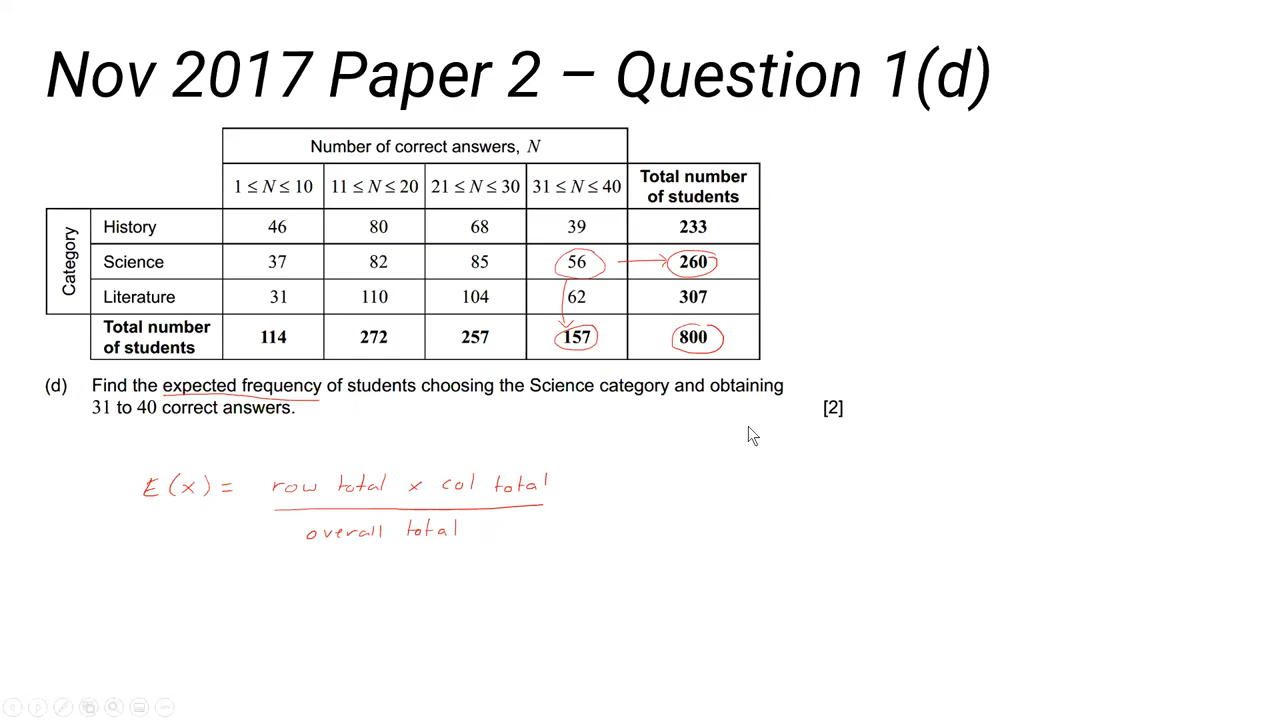 Nov 2017 Paper 2 – Question 1(d)
Number of correct answers, N
1 ≤ N ≤ 10 11 ≤ N ≤ 20 21 ≤ N ≤ 30 31 ≤ N ≤ 40 Total number of students
Category
History 46 80 68 39 233
Science 37 82 85 56 260
Literature 31 110 104 62 307
Total number of students 114 272 257 157 800
(d) Find the expected frequency of students choosing the Science category and obtaining
31 to 40 correct answers. [2]
E(x) = row total x col total
overall total